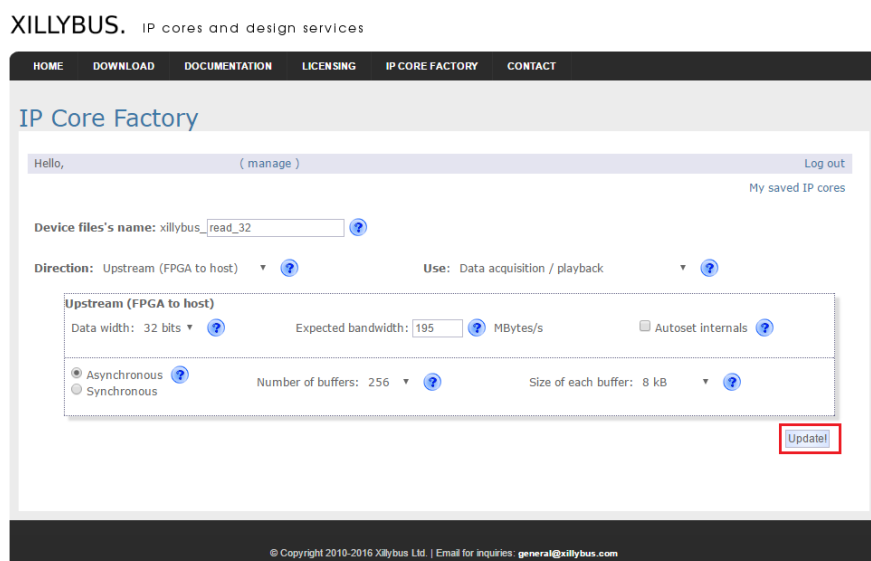 XILLYBUS. IP cores and design services
HOME DOWNLOAD DOCUMENTATION LICENSING IP CORE FACTORY CONTACT
IP Core Factory
Hello, ( manage ) Log out
My saved IP cores
Device files's name: xillybus_ read_32 ?
Direction: Upstream (FPGA to host) ? Use: Data acquisition / playback ?
Upstream (FPGA to host)
Data width: 32 bits ? Expected bandwidth: 195 ? MBytes/s Autoset internals ?
Asynchronous ? Number of buffers: 256 ? Size of each buffer: 8 kB ?
Synchronous
Update!
© Copyright 2010-2016 Xillybus Ltd. | Email for inquiries: general@xillybus.com